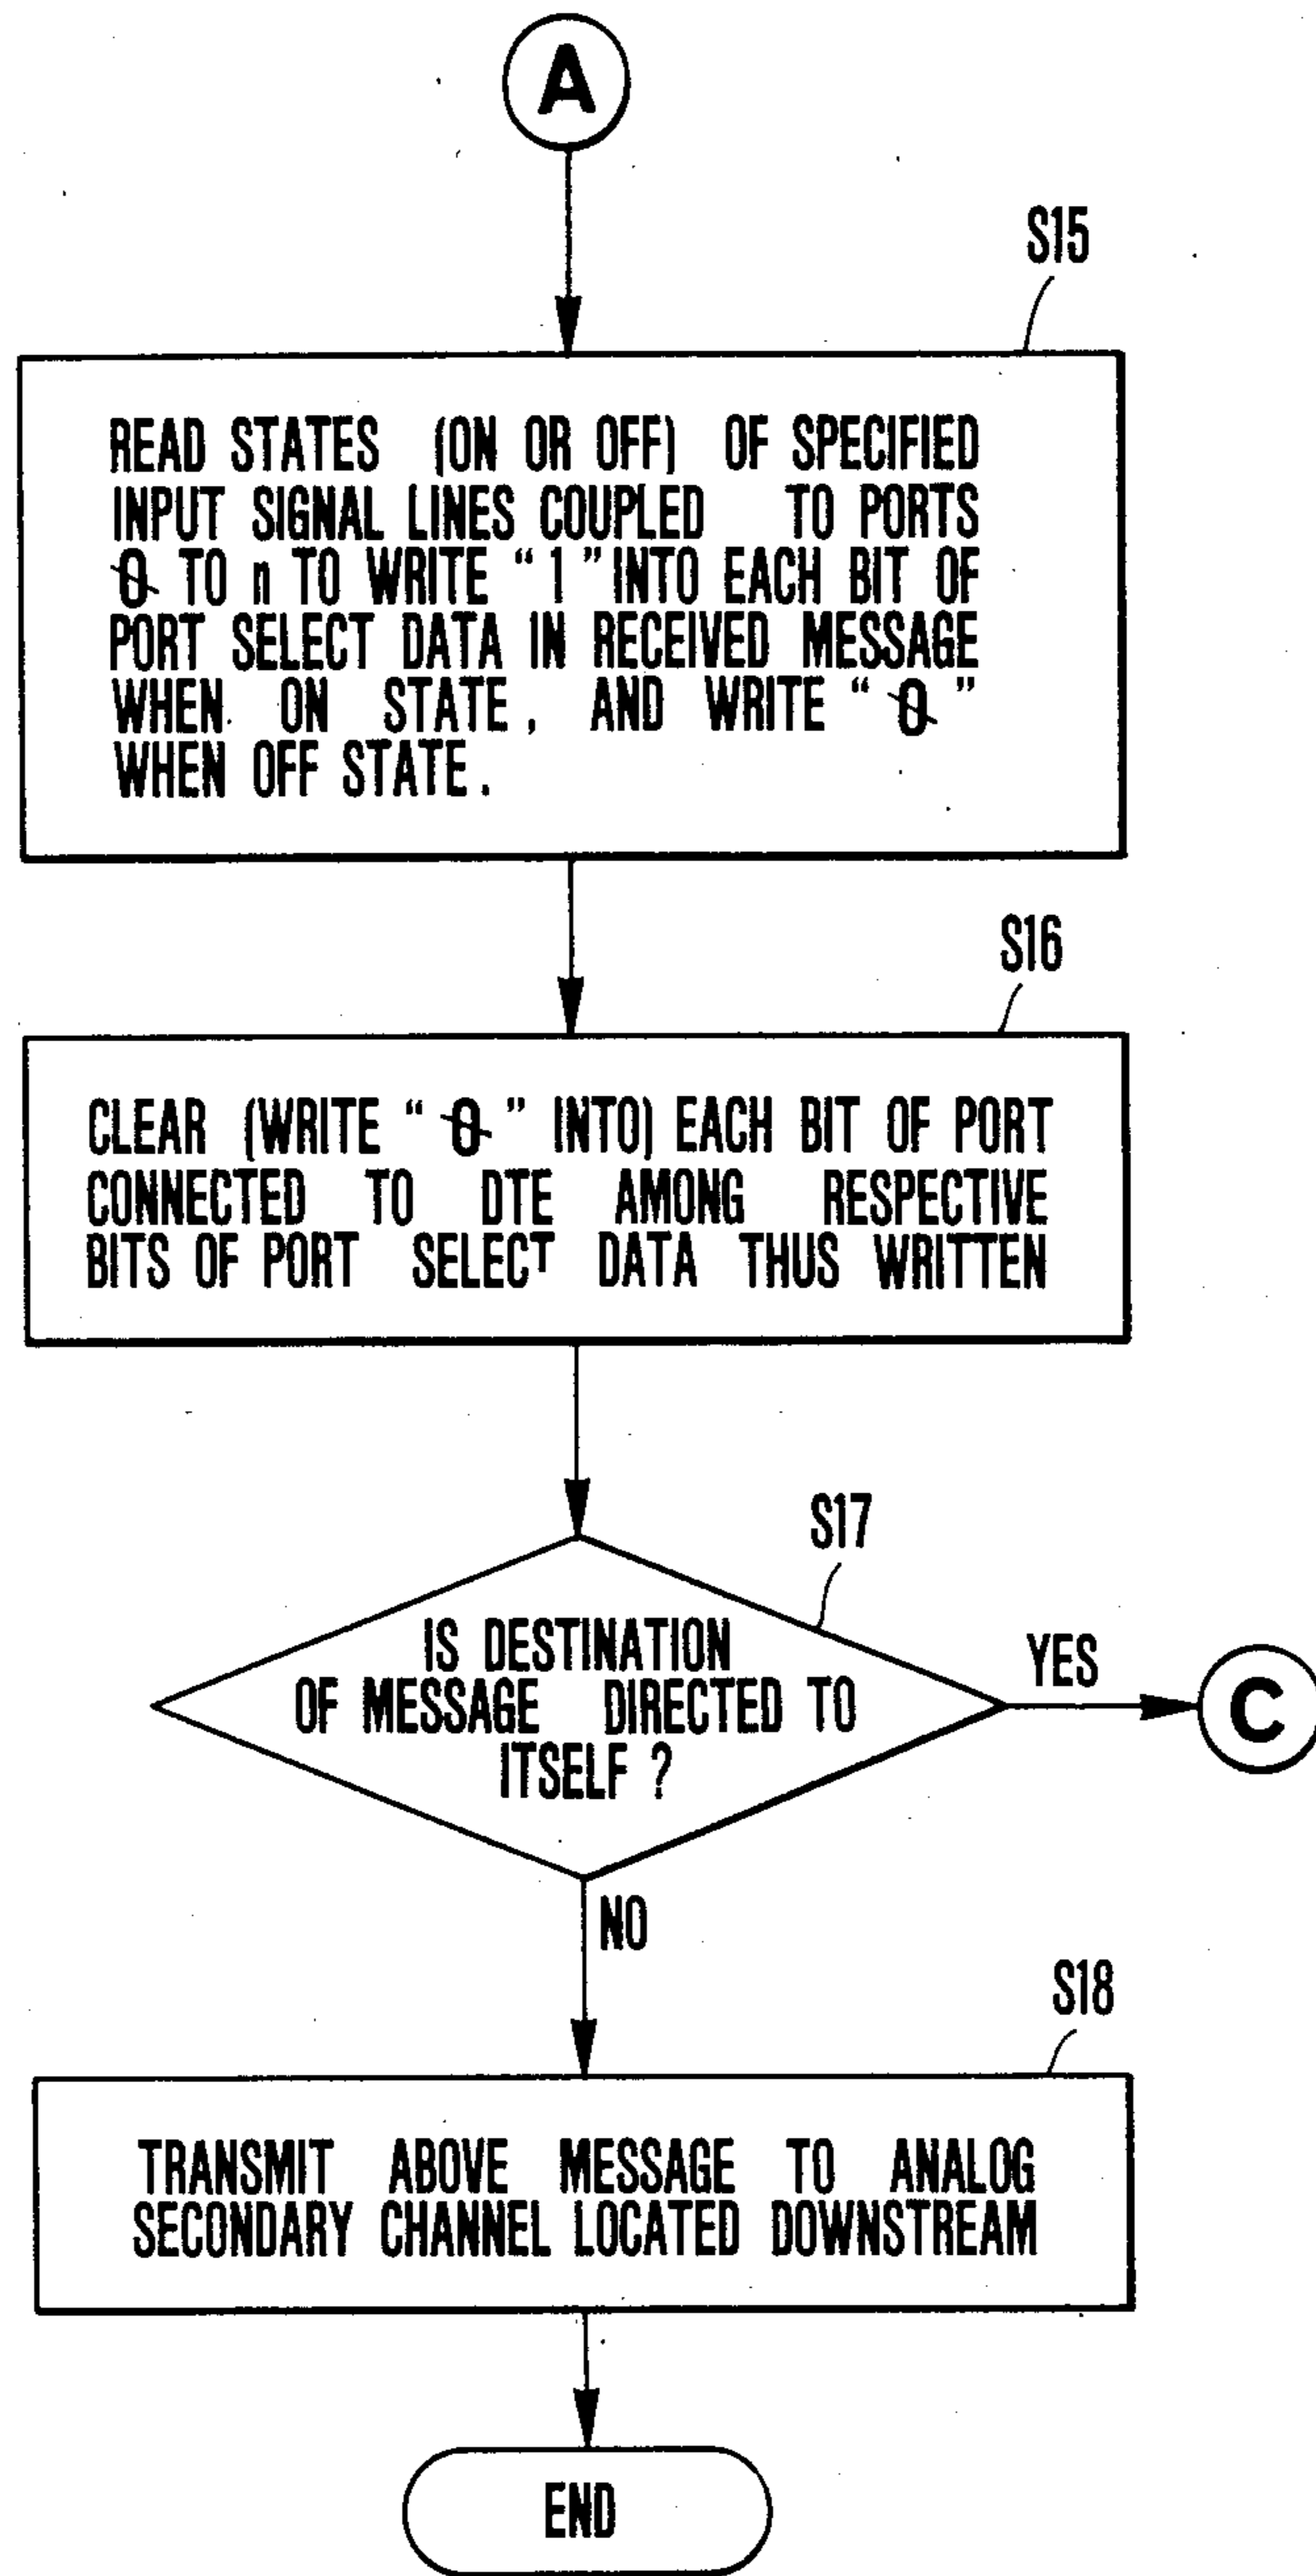 A
S15
READ STATES (ON OR OFF) OF SPECIFIED
INPUT SIGNAL LINES COUPLED TO PORTS
0 TO n TO WRITE "1" INTO EACH BIT OF
PORT SELECT DATA IN RECEIVED MESSAGE
WHEN ON STATE, AND WRITE "0"
WHEN OFF STATE.
S16
CLEAR (WRITE "0" INTO) EACH BIT OF PORT
CONNECTED TO DTE AMONG RESPECTIVE
BITS OF PORT SELECT DATA THUS WRITTEN
S17
IS DESTINATION
OF MESSAGE DIRECTED TO
ITSELF ?
YES
C
NO
S18
TRANSMIT ABOVE MESSAGE TO ANALOG
SECONDARY CHANNEL LOCATED DOWNSTREAM
END